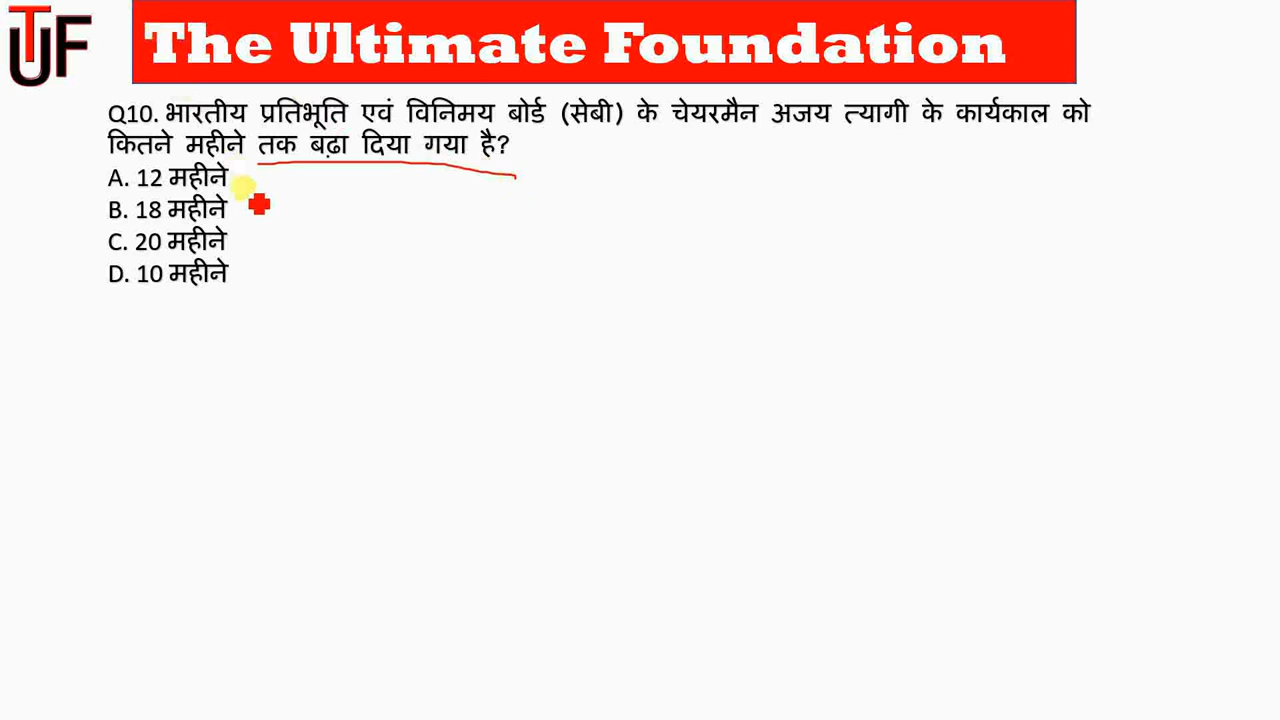 TUF
The Ultimate Foundation
Q10. भारतीय प्रतिभूति एवं विनिमय बोर्ड (सेबी) के चेयरमैन अजय त्यागी के कार्यकाल को
कितने महीने तक बढ़ा दिया गया है?
A. 12 महीने
B. 18 महीने
C. 20 महीने
D. 10 महीने